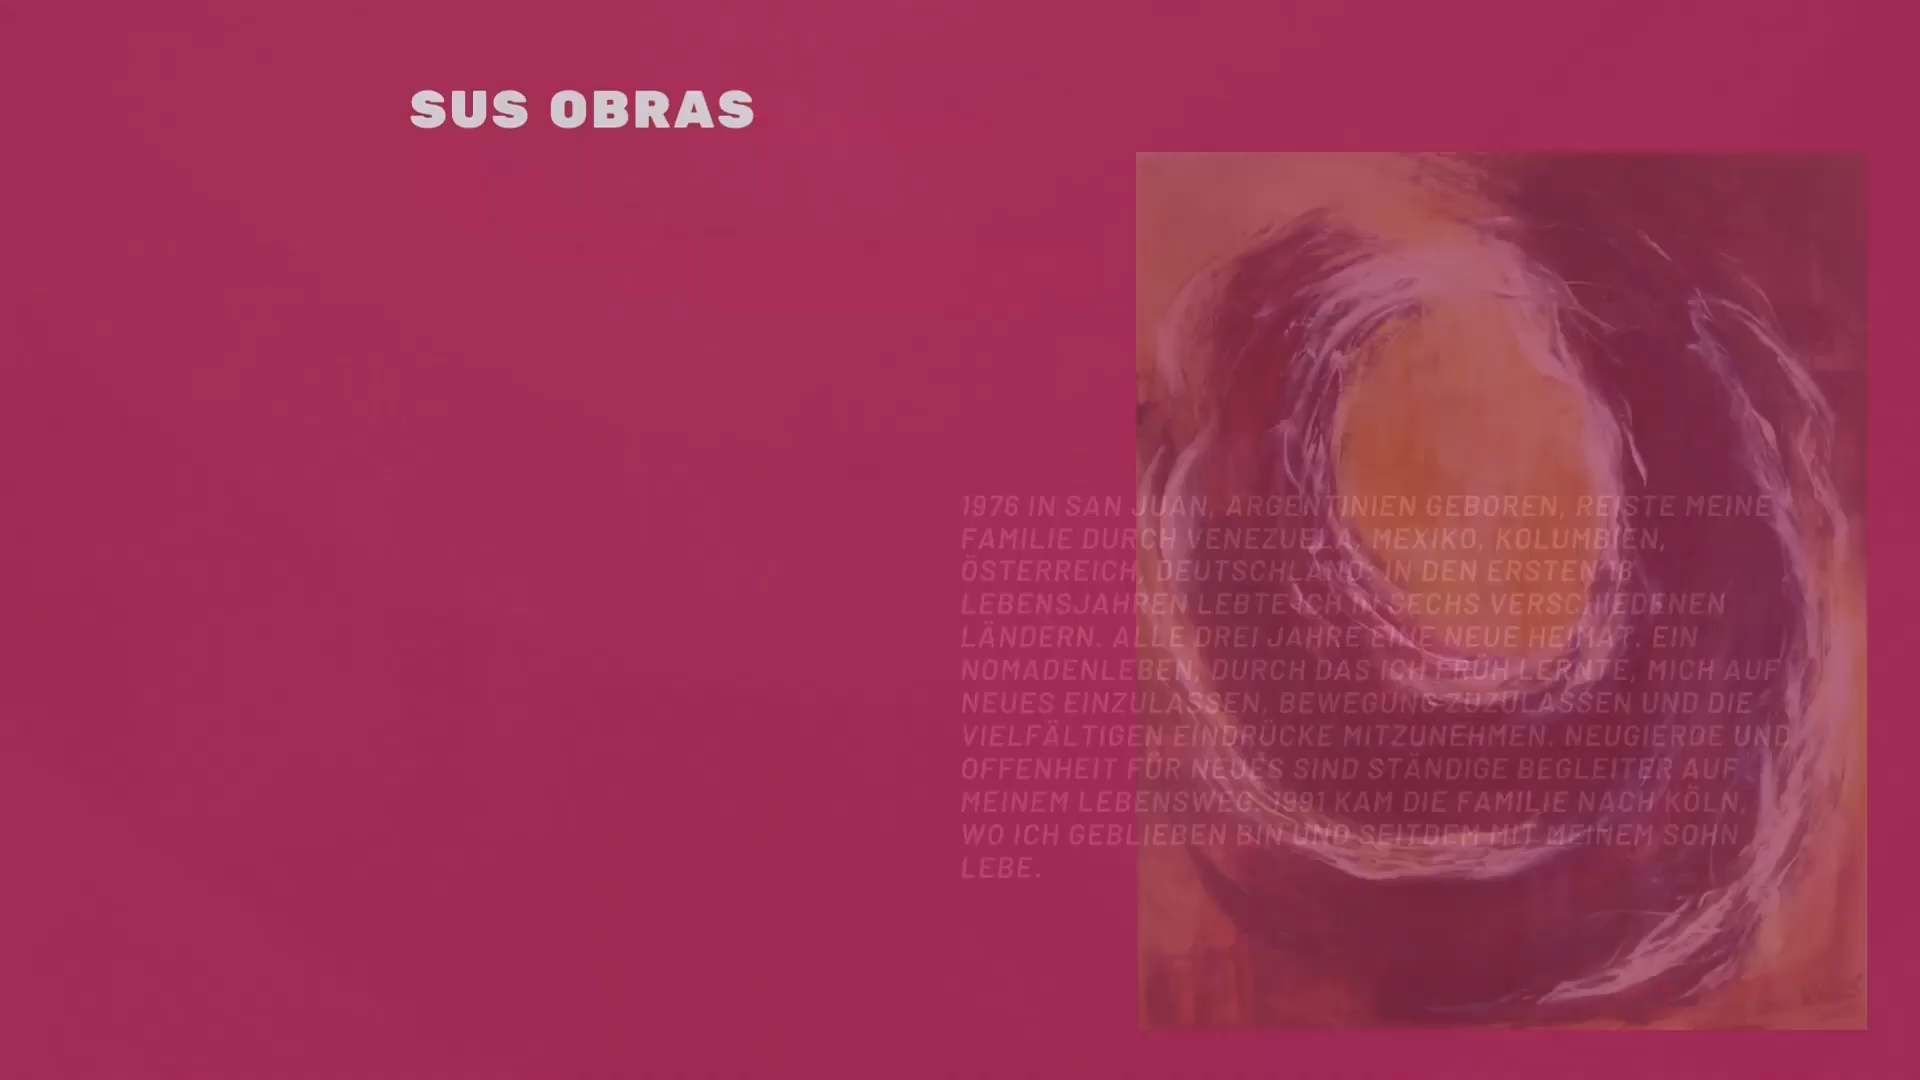 SUS OBRAS
1976 IN SAN JUAN, ARGENTINIEN GEBOREN, REISTE MEINE
FAMILIE DURCH VENEZUELA, MEXIKO, KOLUMBIEN,
ÖSTERREICH, DEUTSCHLAND: IN DEN ERSTEN 18
LEBENSJAHREN LEBTE ICH IN SECHS VERSCHIEDENEN
LÄNDERN. ALLE DREI JAHRE EINE NEUE HEIMAT. EIN
NOMADENLEBEN, DURCH DAS ICH FRÜH LERNTE, MICH AUF
NEUES EINZULASSEN, BEWEGUNG ZUZULASSEN UND DIE
VIELFÄLTIGEN EINDRÜCKE MITZUNEHMEN. NEUGIERDE UND
OFFENHEIT FÜR NEUES SIND STÄNDIGE BEGLEITER AUF
MEINEM LEBENSWEG. 1991 KAM DIE FAMILIE NACH KÖLN,
WO ICH GEBLIEBEN BIN UND SEITDEM MIT MEINEM SOHN
LEBE.